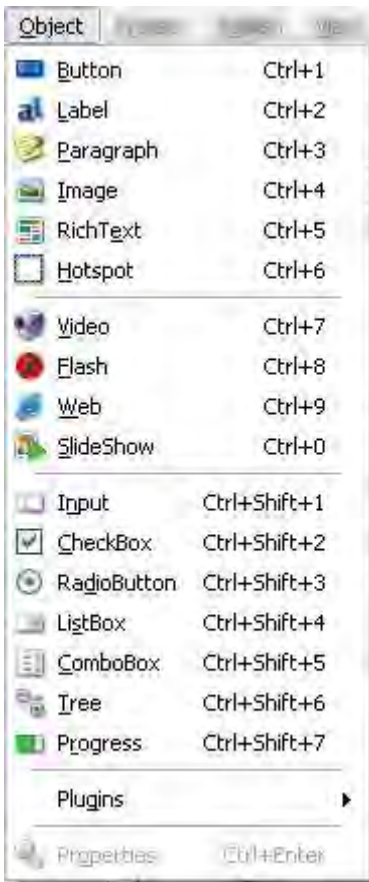 Object
Button Ctrl+1
Label Ctrl+2
Paragraph Ctrl+3
Image Ctrl+4
RichText Ctrl+5
Hotspot Ctrl+6
Video Ctrl+7
Flash Ctrl+8
Web Ctrl+9
SlideShow Ctrl+0
Input Ctrl+Shift+1
CheckBox Ctrl+Shift+2
RadioButton Ctrl+Shift+3
ListBox Ctrl+Shift+4
ComboBox Ctrl+Shift+5
Tree Ctrl+Shift+6
Progress Ctrl+Shift+7
Plugins
Properties Ctrl+Enter